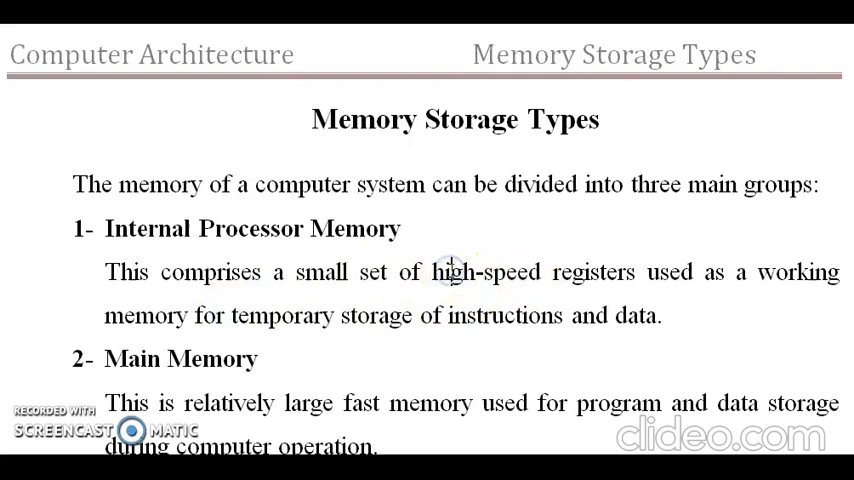 Computer Architecture Memory Storage Types
Memory Storage Types
The memory of a computer system can be divided into three main groups:
1- Internal Processor Memory
This comprises a small set of high-speed registers used as a working
memory for temporary storage of instructions and data.
2- Main Memory
This is relatively large fast memory used for program and data storage
during computer operation.
RECORDED WITH
SCREENCAST MATIC
clideo.com